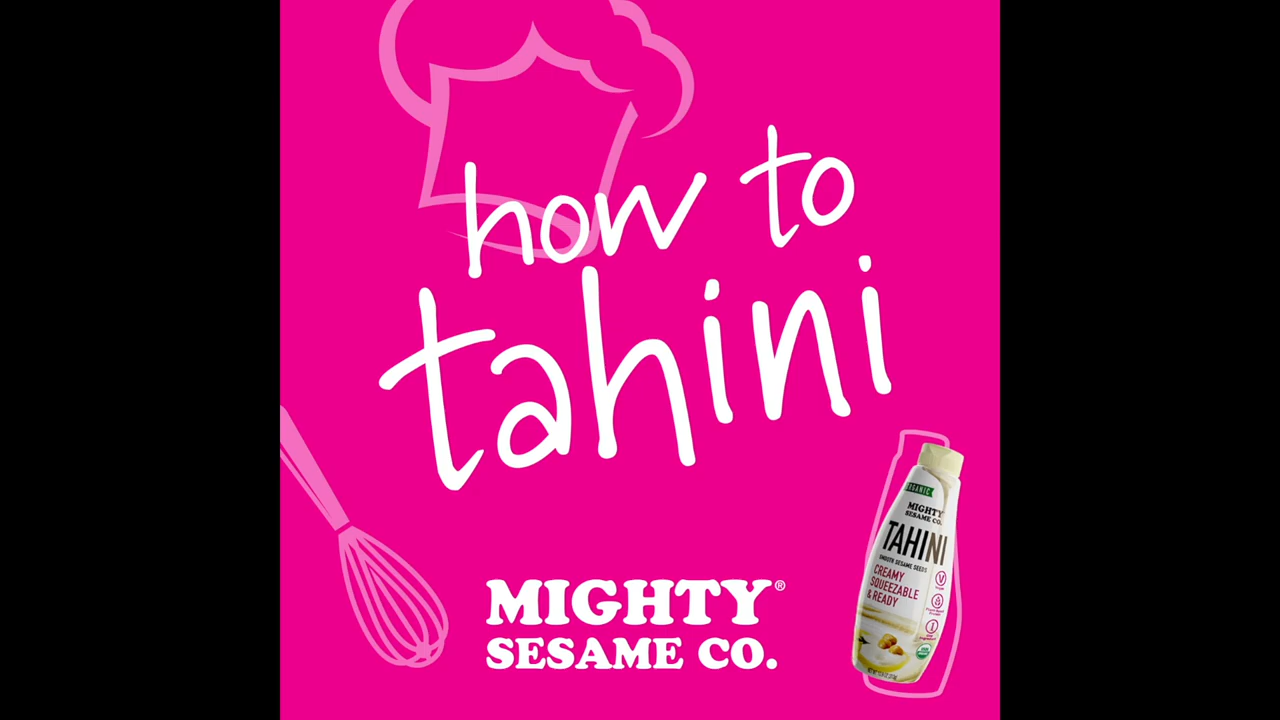 how to
tahini
MIGHTY®
SESAME CO.
ORGANIC
MIGHTY
SESAME CO.
TAHINI
SMOOTH SESAME SEEDS
CREAMY
SQUEEZABLE
& READY